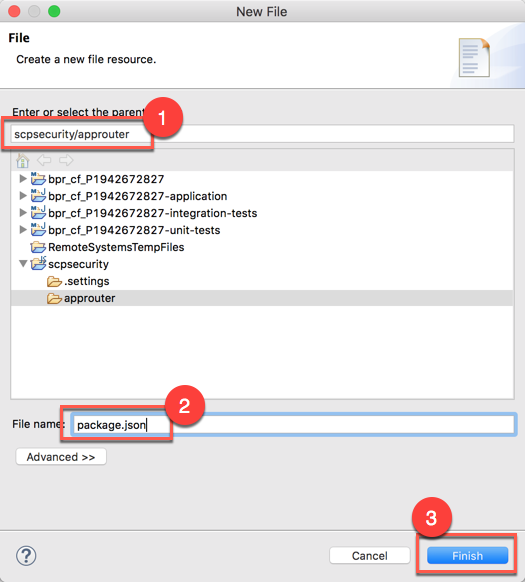 New File
File
Create a new file resource.
Enter or select the parent
1
scpsecurity/approuter
bpr_cf_P1942672827
bpr_cf_P1942672827-application
bpr_cf_P1942672827-integration-tests
bpr_cf_P1942672827-unit-tests
RemoteSystemsTempFiles
scpsecurity
.settings
approuter
2
File name: package.json
Advanced >>
3
? Cancel Finish